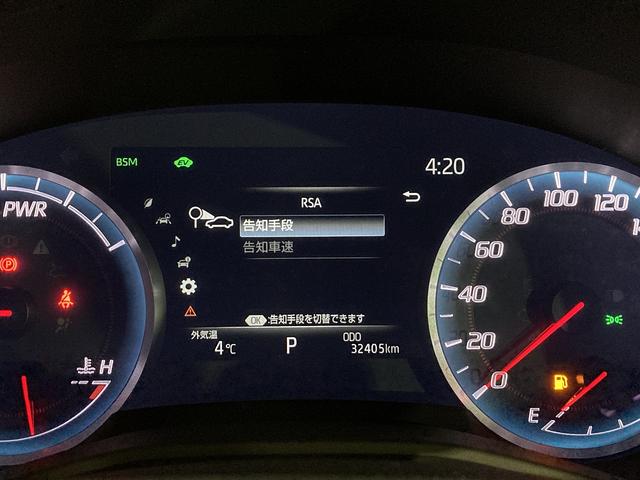 BSM
EV
4:20
RSA
告知手段
告知車速
OK :告知手段を切替できます
外気温
4℃
P
ODO
32405km
PWR
(P)
H
0
20
40
60
80
100
120
E